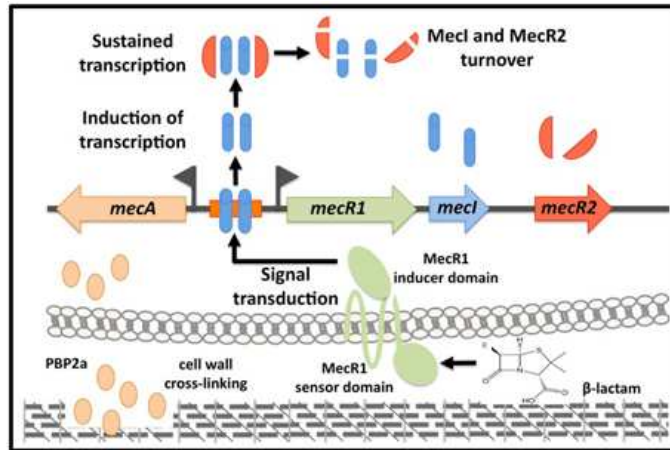 Sustained
transcription
MecI and MecR2
turnover
Induction of
transcription
mecA
mecR1
mecI
mecR2
Signal
transduction
MecR1
inducer domain
PBP2a
cell wall
cross-linking
MecR1
sensor domain
R
H
S
N
O
O
HO
β-lactam